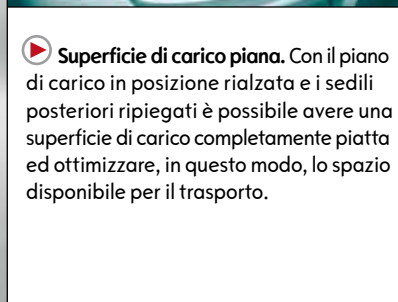 Superficie di carico piana. Con il piano
di carico in posizione rialzata e i sedili
posteriori ripiegati è possibile avere una
superficie di carico completamente piatta
ed ottimizzare, in questo modo, lo spazio
disponibile per il trasporto.